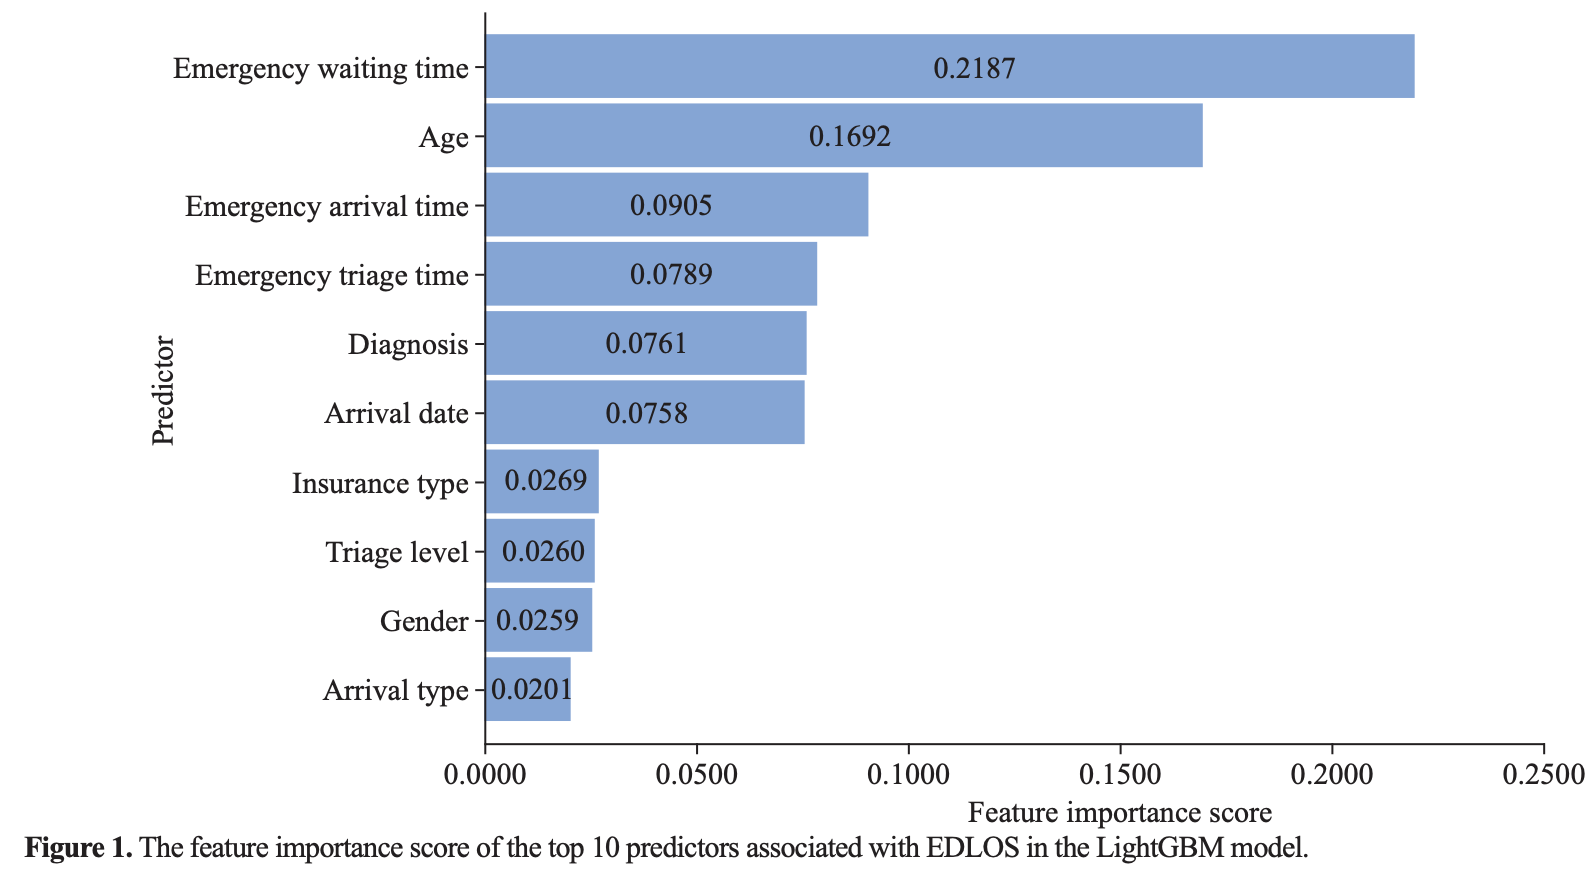 Emergency waiting time 0.2187
Age 0.1692
Emergency arrival time 0.0905
Emergency triage time 0.0789
Diagnosis 0.0761
Arrival date 0.0758
Insurance type 0.0269
Triage level 0.0260
Gender 0.0259
Arrival type 0.0201
Predictor
0.0000 0.0500 0.1000 0.1500 0.2000 0.2500
Feature importance score
Figure 1. The feature importance score of the top 10 predictors associated with EDLOS in the LightGBM model.